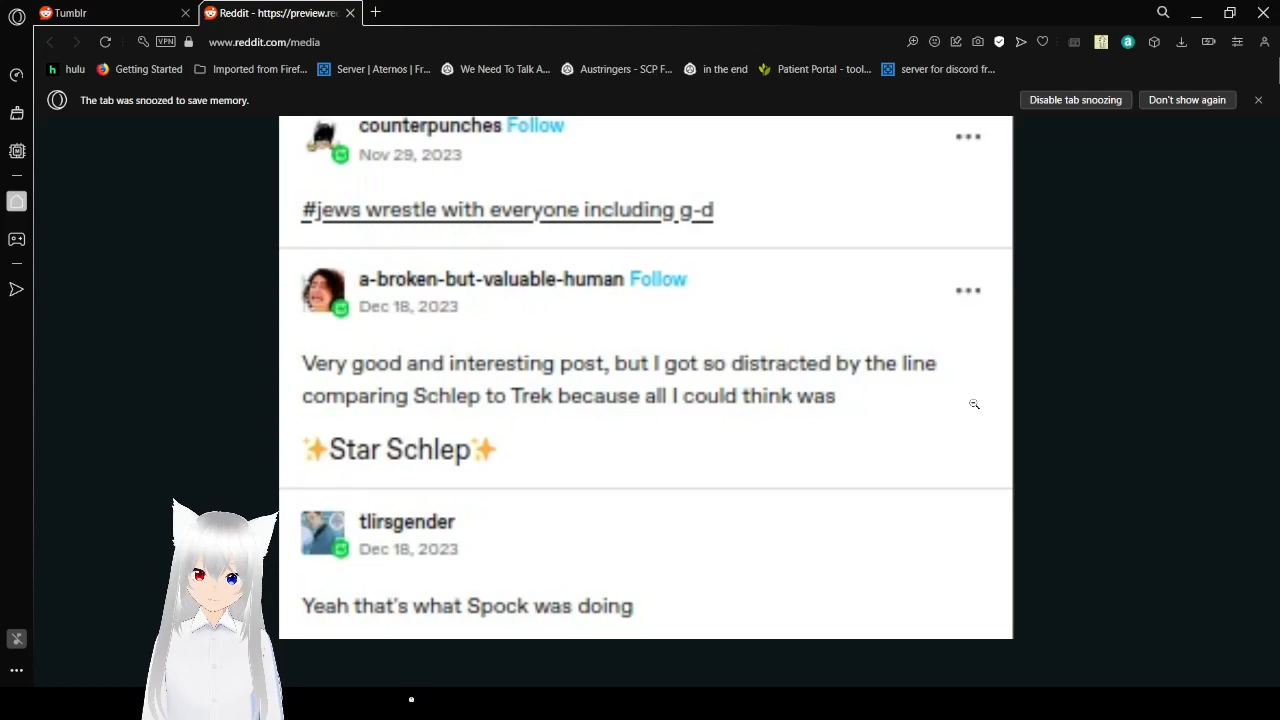 Tumblr
Reddit - https://preview.rec
VPN
www.reddit.com/media
hulu
Getting Started
Imported from Firef...
Server | Aternos | Fr...
We Need To Talk A...
Austringers - SCP F...
in the end
Patient Portal - tool...
server for discord fr...
The tab was snoozed to save memory.
Disable tab snoozing
Don't show again
counterpunches Follow
Nov 29, 2023
#jews wrestle with everyone including g-d
a-broken-but-valuable-human Follow
Dec 18, 2023
Very good and interesting post, but I got so distracted by the line
comparing Schlep to Trek because all I could think was
✨Star Schlep✨
tlirsgender
Dec 18, 2023
Yeah that's what Spock was doing